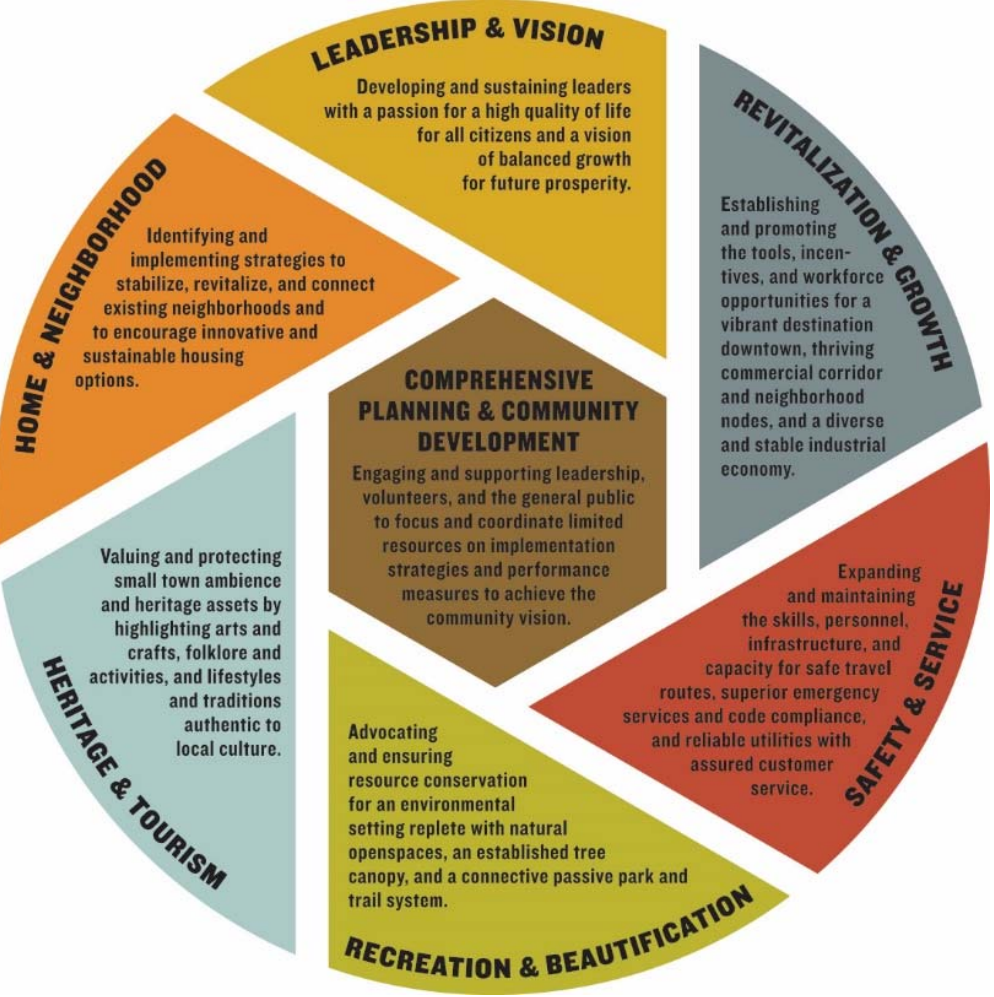 LEADERSHIP & VISION
Developing and sustaining leaders
with a passion for a high quality of life
for all citizens and a vision
of balanced growth
for future prosperity.
REVITALIZATION & GROWTH
Establishing
and promoting
the tools, incen-
tives, and workforce
opportunities for a
vibrant destination
downtown, thriving
commercial corridor
and neighborhood
nodes, and a diverse
and stable industrial
economy.
SAFETY & SERVICE
Expanding
and maintaining
the skills, personnel,
infrastructure, and
capacity for safe travel
routes, superior emergency
services and code compliance,
and reliable utilities with
assured customer
service.
RECREATION & BEAUTIFICATION
Advocating
and ensuring
resource conservation
for an environmental
setting replete with natural
openspaces, an established tree
canopy, and a connective passive park and
trail system.
HERITAGE & TOURISM
Valuing and protecting
small town ambience
and heritage assets by
highlighting arts and
crafts, folklore and
activities, and lifestyles
and traditions
authentic to
local culture.
HOME & NEIGHBORHOOD
Identifying and
implementing strategies to
stabilize, revitalize, and connect
existing neighborhoods and
to encourage innovative and
sustainable housing
options.
COMPREHENSIVE
PLANNING & COMMUNITY
DEVELOPMENT
Engaging and supporting leadership,
volunteers, and the general public
to focus and coordinate limited
resources on implementation
strategies and performance
measures to achieve the
community vision.